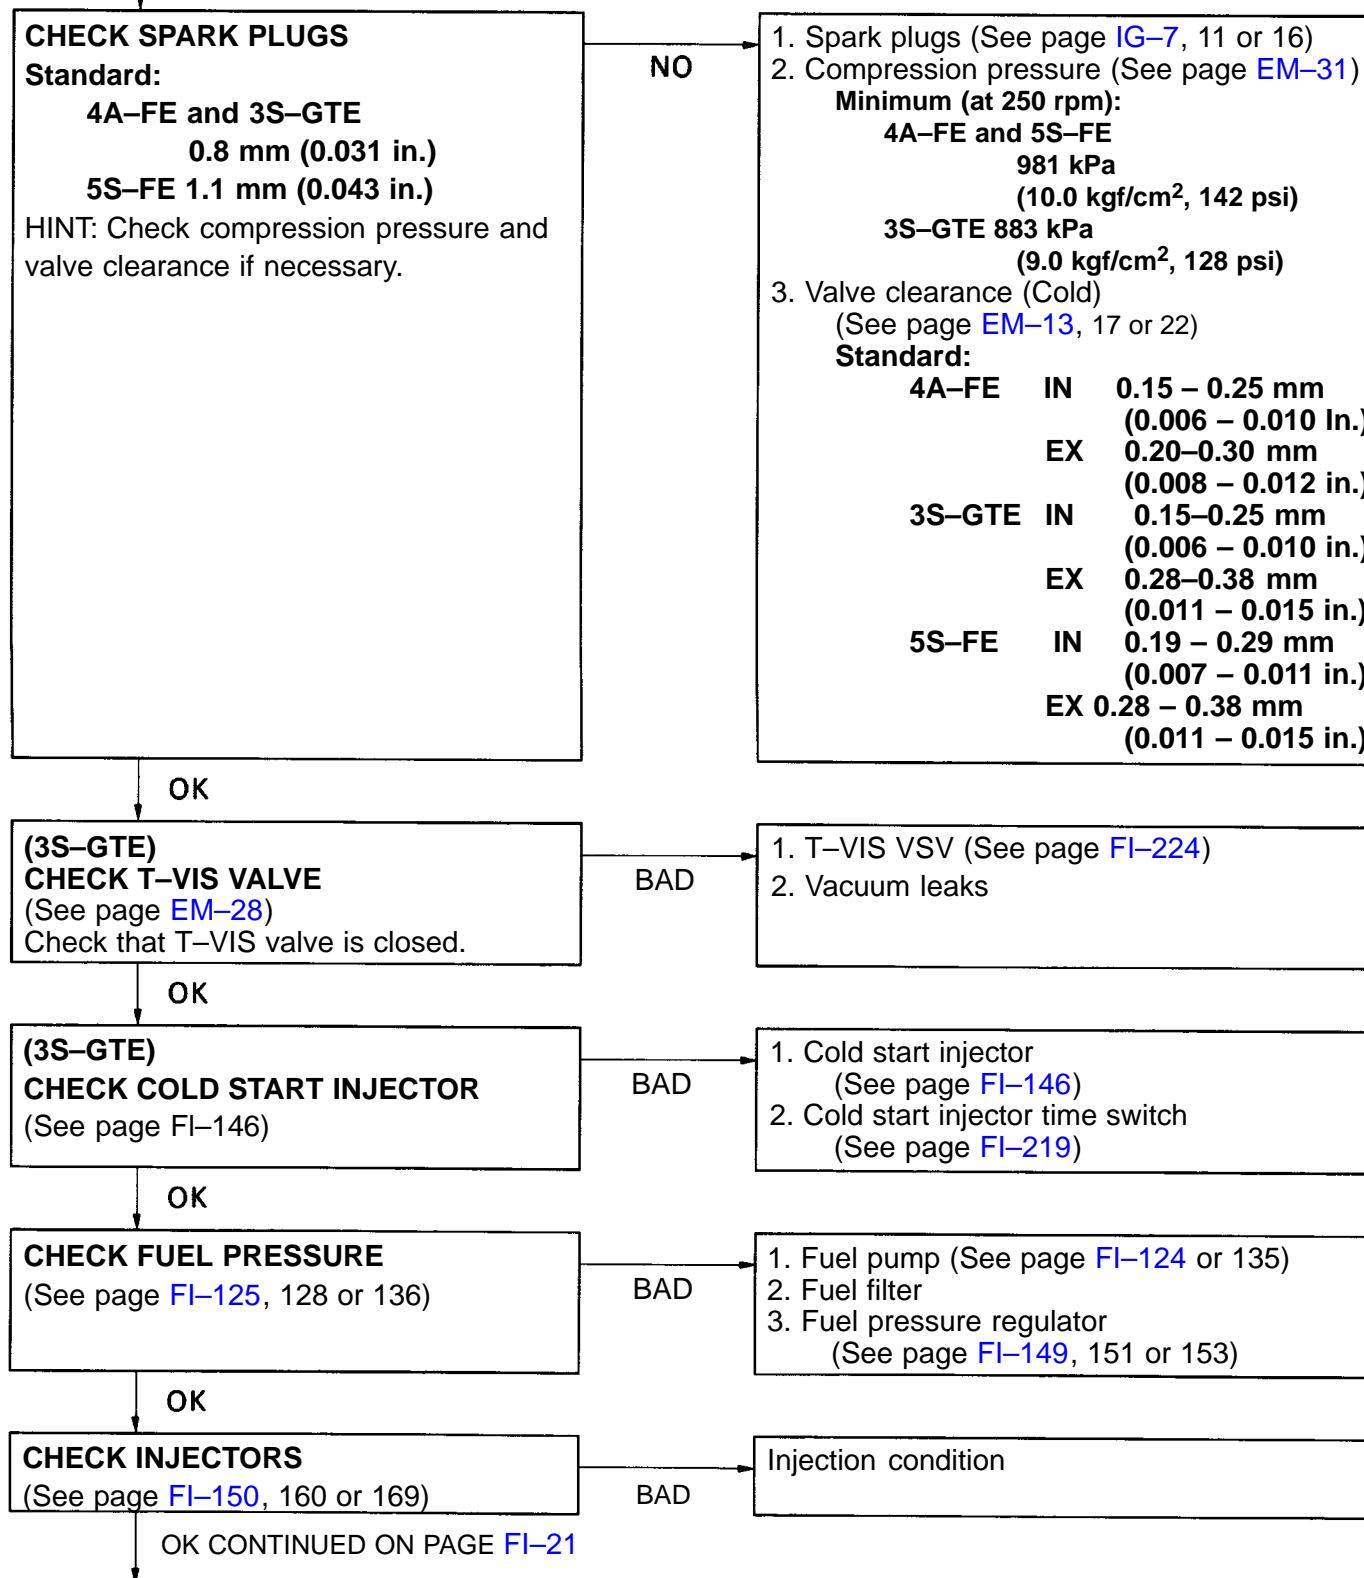 CHECK SPARK PLUGS
Standard:
4A–FE and 3S–GTE
0.8 mm (0.031 in.)
5S–FE 1.1 mm (0.043 in.)
HINT: Check compression pressure and
valve clearance if necessary.
NO
1. Spark plugs (See page IG–7, 11 or 16)
2. Compression pressure (See page EM–31)
Minimum (at 250 rpm):
4A–FE and 5S–FE
981 kPa
(10.0 kgf/cm², 142 psi)
3S–GTE 883 kPa
(9.0 kgf/cm², 128 psi)
3. Valve clearance (Cold)
(See page EM–13, 17 or 22)
Standard:
4A–FE IN 0.15 – 0.25 mm
(0.006 – 0.010 In.)
EX 0.20–0.30 mm
(0.008 – 0.012 in.)
3S–GTE IN 0.15–0.25 mm
(0.006 – 0.010 in.)
EX 0.28–0.38 mm
(0.011 – 0.015 in.)
5S–FE IN 0.19 – 0.29 mm
(0.007 – 0.011 in.)
EX 0.28 – 0.38 mm
(0.011 – 0.015 in.)
OK
(3S–GTE)
CHECK T–VIS VALVE
(See page EM–28)
Check that T–VIS valve is closed.
BAD
1. T–VIS VSV (See page FI–224)
2. Vacuum leaks
OK
(3S–GTE)
CHECK COLD START INJECTOR
(See page FI–146)
BAD
1. Cold start injector
(See page FI–146)
2. Cold start injector time switch
(See page FI–219)
OK
CHECK FUEL PRESSURE
(See page FI–125, 128 or 136)
BAD
1. Fuel pump (See page FI–124 or 135)
2. Fuel filter
3. Fuel pressure regulator
(See page FI–149, 151 or 153)
OK
CHECK INJECTORS
(See page FI–150, 160 or 169)
BAD
Injection condition
OK CONTINUED ON PAGE FI–21